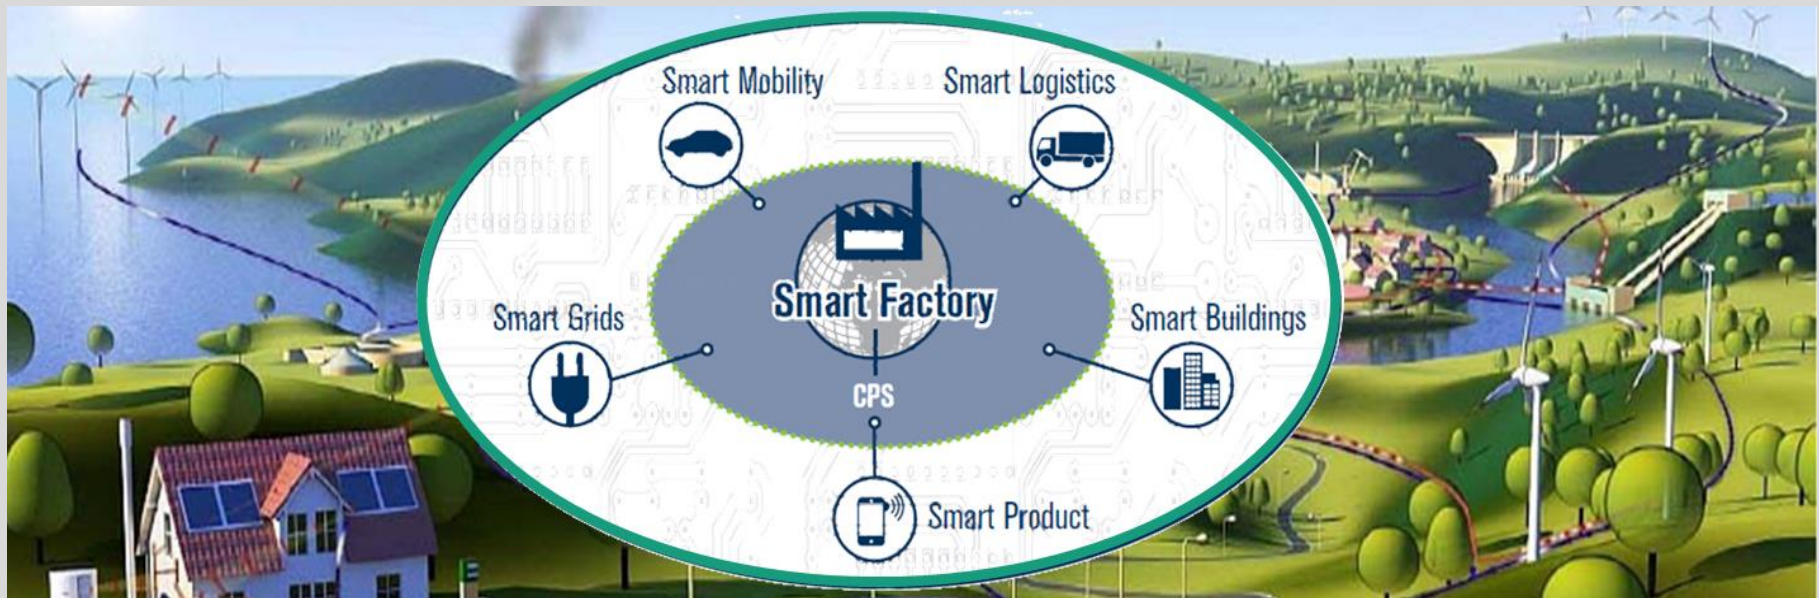 Smart Mobility
Smart Logistics
Smart Factory
Smart Grids
Smart Buildings
CPS
Smart Product